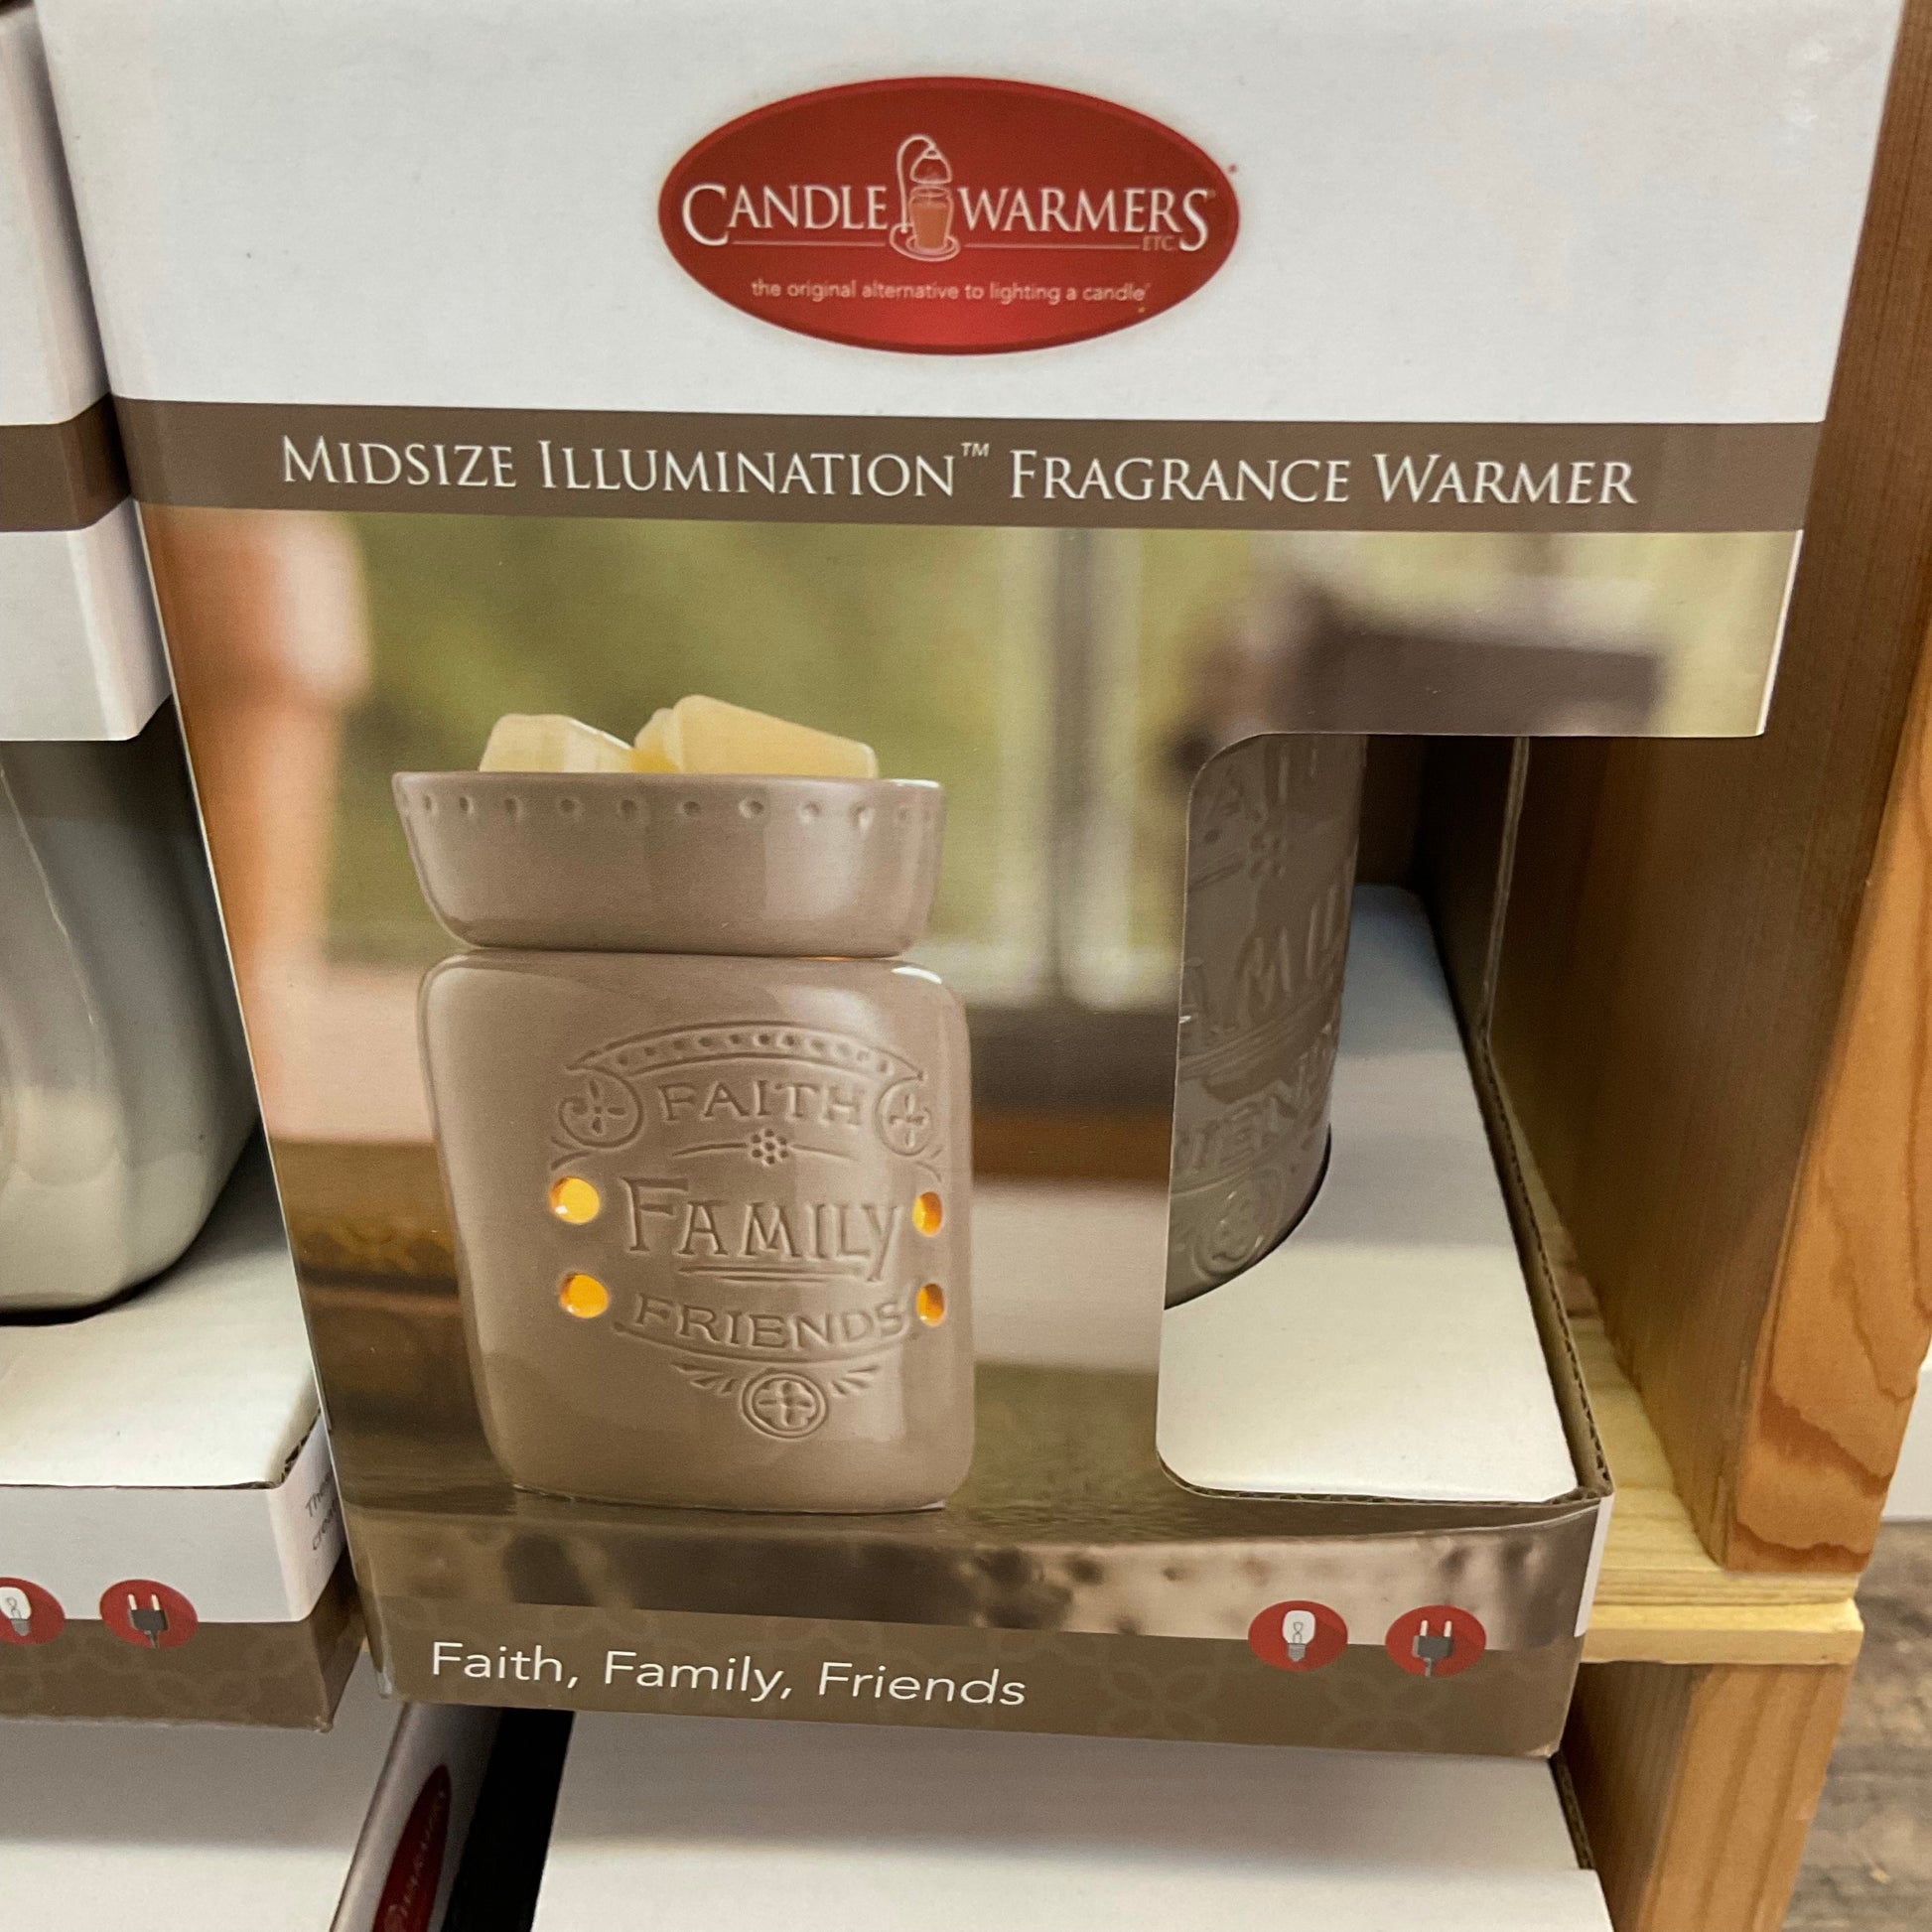 CANDLE WARMERS
ETC.
the original alternative to lighting a candle
MIDSIZE ILLUMINATION™ FRAGRANCE WARMER
FAITH
FAMILY
FRIENDS
Faith, Family, Friends